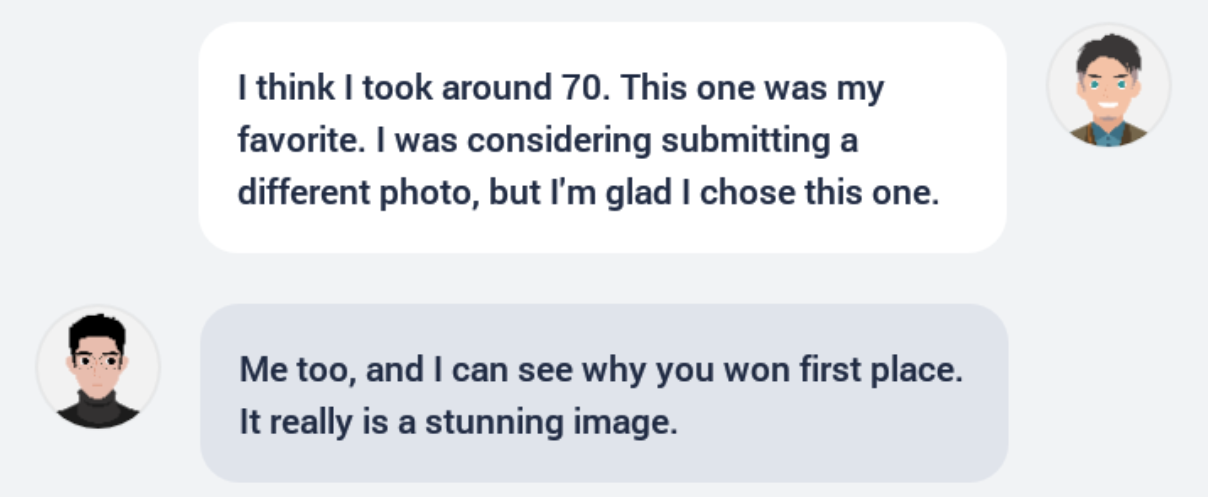 I think I took around 70. This one was my
favorite. I was considering submitting a
different photo, but I'm glad I chose this one.
Me too, and I can see why you won first place.
It really is a stunning image.